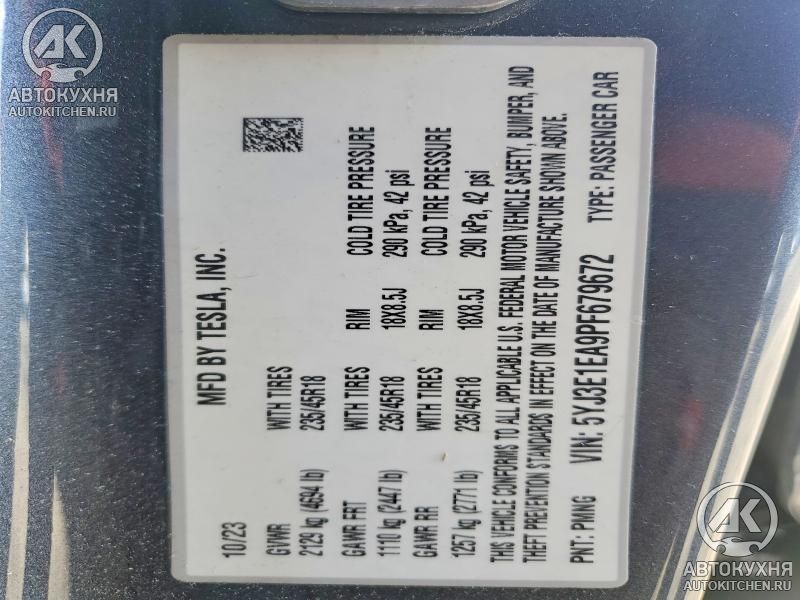 MFD BY TESLA, INC.
10/23
GVWR WITH TIRES RIM COLD TIRE PRESSURE
2129 kg (4694 lb) 235/45R18 18X8.5J 290 kPa, 42 psi
GAWR FRT WITH TIRES RIM COLD TIRE PRESSURE
1110 kg (2447 lb) 235/45R18 18X8.5J 290 kPa, 42 psi
GAWR RR WITH TIRES
1257 kg (2771 lb) 235/45R18
THIS VEHICLE CONFORMS TO ALL APPLICABLE U.S. FEDERAL MOTOR VEHICLE SAFETY, BUMPER, AND
THEFT PREVENTION STANDARDS IN EFFECT ON THE DATE OF MANUFACTURE SHOWN ABOVE.
PNT: PMNG VIN: 5YJ3E1EA9PF679672 TYPE: PASSENGER CAR
АК
АВТОКУХНЯ
AUTOKITCHEN.RU
АК
АВТОКУХНЯ
AUTOKITCHEN.RU